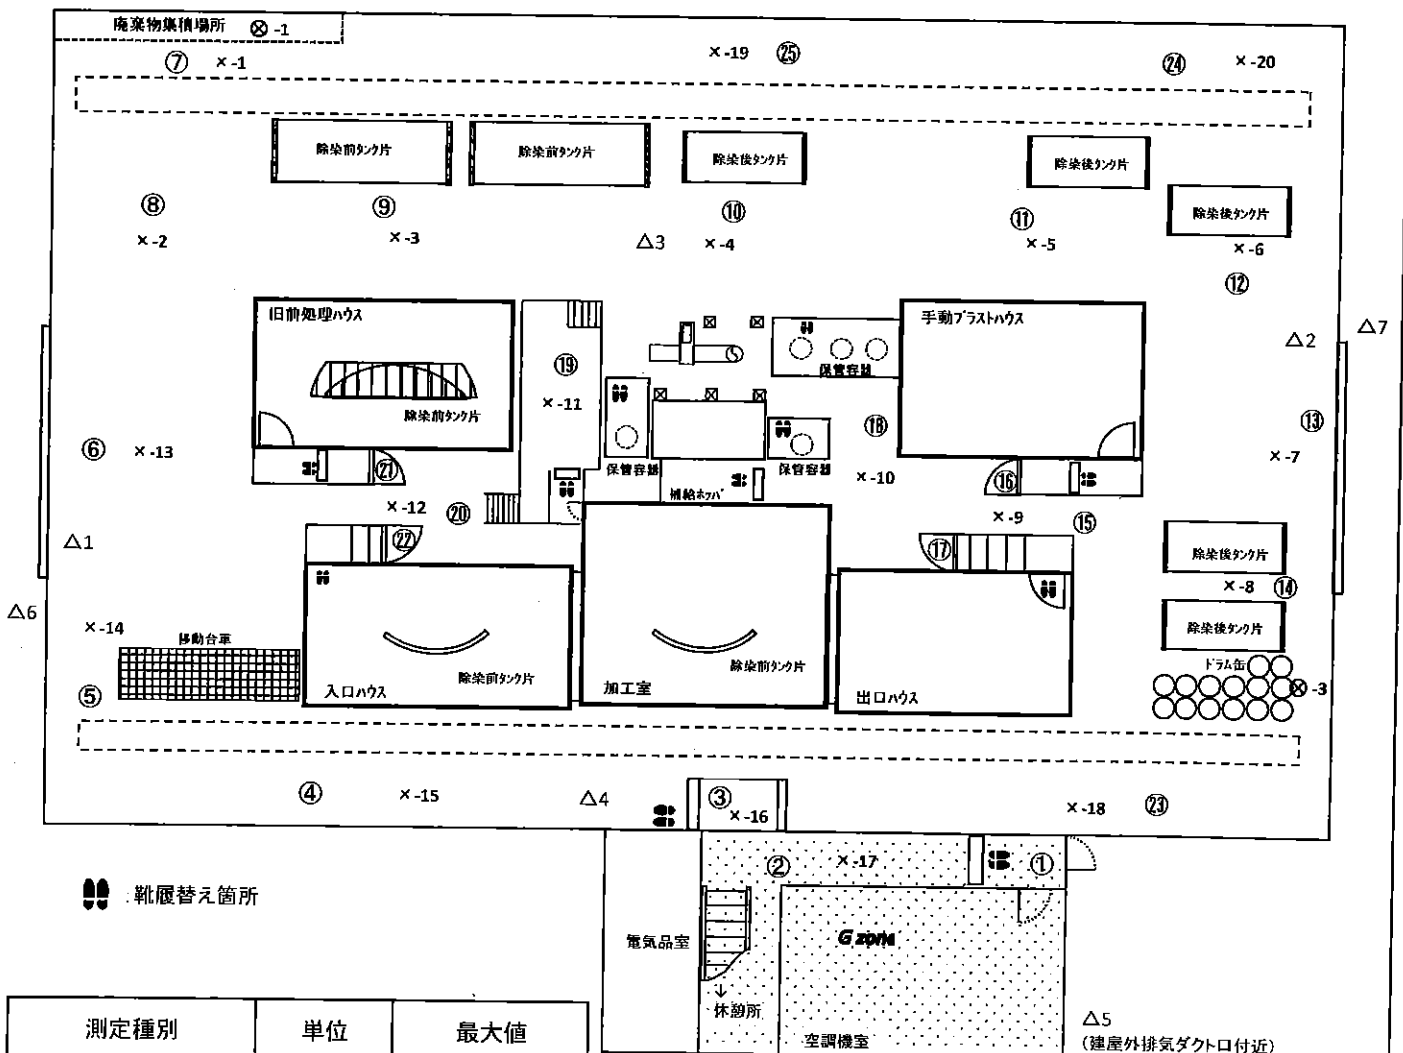 廃棄物集積場所 ⊗ -1
⑦ × -1
× -19 ㉕
㉔ × -20
除染前タンク片
除染前タンク片
除染後タンク片
除染後タンク片
除染後タンク片
⑧
⑨
⑩
⑪
× -2
× -3
△3
× -4
× -5
× -6
⑫
旧前処理ハウス
手動ブラストハウス
△2
△7
⑲
保管容器
除染前タンク片
× -11
⑱
⑬
⑥
× -13
㉑
保管容器
保管容器
× -10
⑯
× -7
補給ホッパ
× -12
⑳
× -9
⑮
△1
㉒
⑰
除染後タンク片
× -8 ⑭
△6
× -14
移動台車
除染後タンク片
ドラム缶
除染前タンク片
除染前タンク片
入口ハウス
加工室
出口ハウス
⊗ -3
⑤
④
× -15
△4
③
× -16
× -18
㉓
②
× -17
①
:靴履替え箇所
電気品室
G zone
↓
休憩所
空調機室
△5
(建屋外排気ダクト口付近)
測定種別 単位 最大値